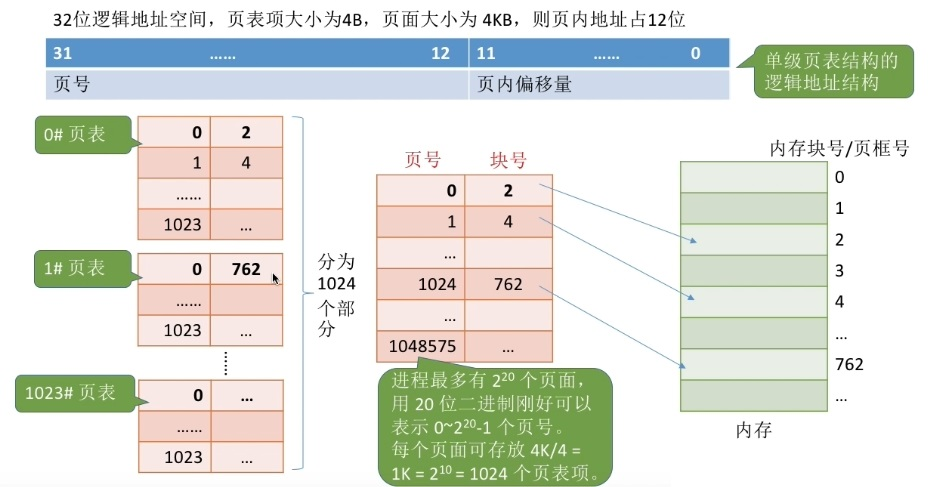 32位逻辑地址空间，页表项大小为4B，页面大小为 4KB，则页内地址占12位
31 …… 12 11 …… 0
页号 页内偏移量
单级页表结构的
逻辑地址结构
0# 页表
0 2
1 4
……
1023 ...
1# 页表
0 762
……
1023 ...
1023# 页表
0 ...
……
1023 ...
分为
1024
个部
分
页号 块号
0 2
1 4
...
1024 762
...
1048575 ...
进程最多有 2²⁰ 个页面，
用 20 位二进制刚好可以
表示 0~2²⁰-1 个页号。
每个页面可存放 4K/4 =
1K = 2¹⁰ = 1024 个页表项。
内存块号/页框号
0
1
2
3
4
...
762
...
内存